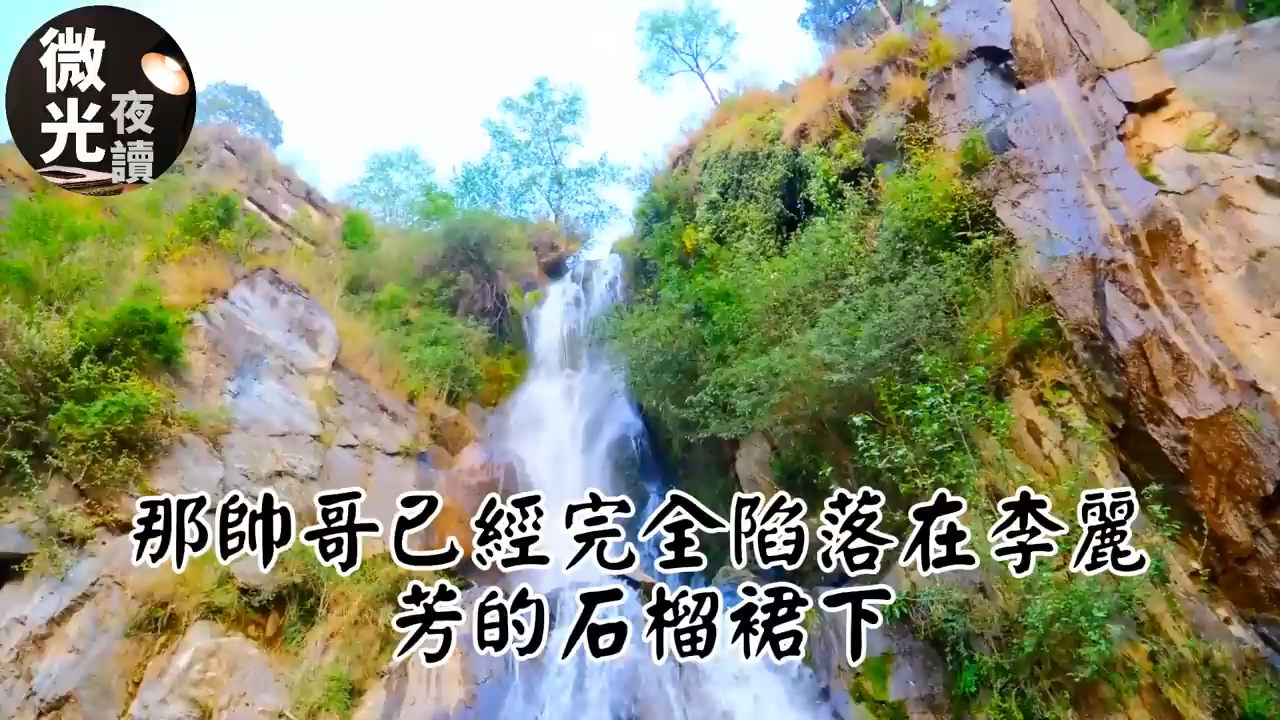 微光
夜讀
那帥哥已經完全陷落在李麗
芳的石榴裙下